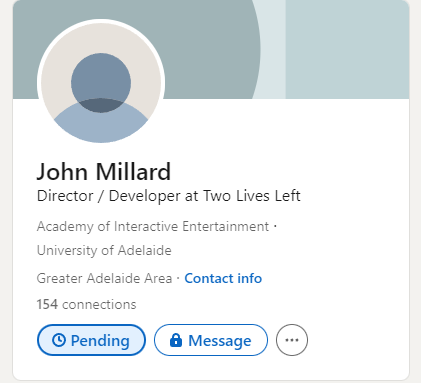 John Millard
Director / Developer at Two Lives Left
Academy of Interactive Entertainment ·
University of Adelaide
Greater Adelaide Area · Contact info
154 connections
Pending Message ...